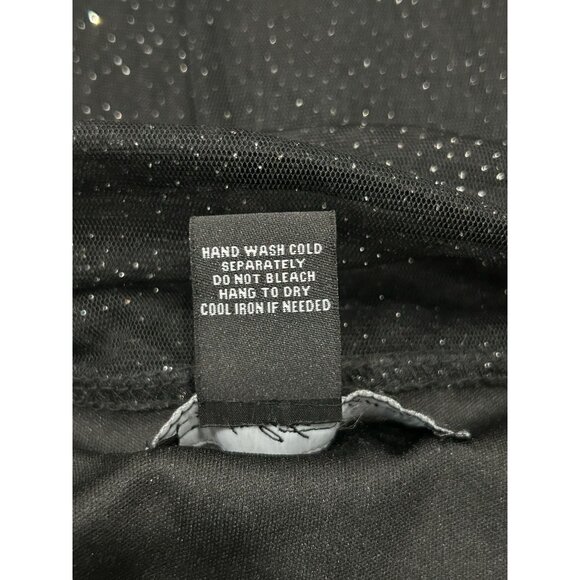 HAND WASH COLD
SEPARATELY
DO NOT BLEACH
HANG TO DRY
COOL IRON IF NEEDED